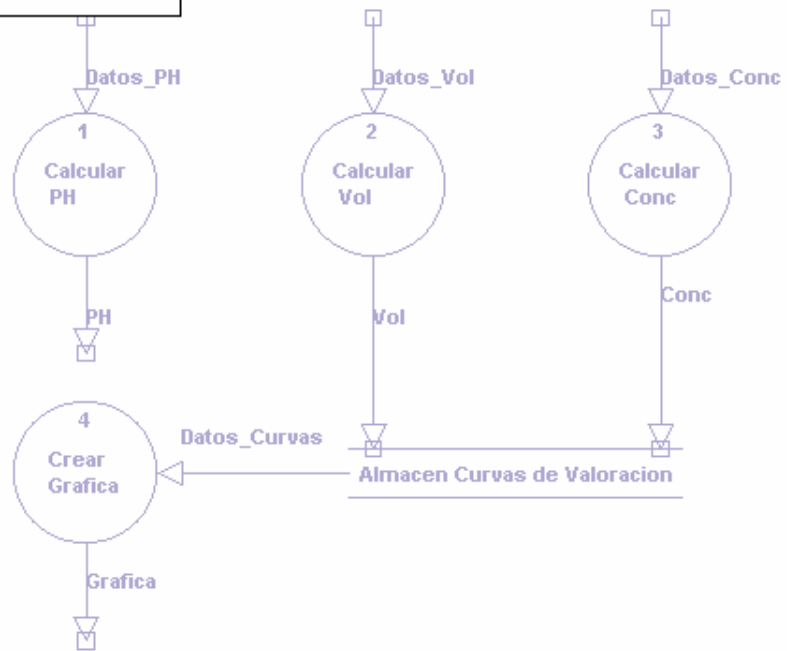 Datos_PH
Datos_Vol
Datos_Conc
1
Calcular
PH
2
Calcular
Vol
3
Calcular
Conc
PH
Vol
Conc
4
Crear
Grafica
Datos_Curvas
Almacen Curvas de Valoracion
Grafica